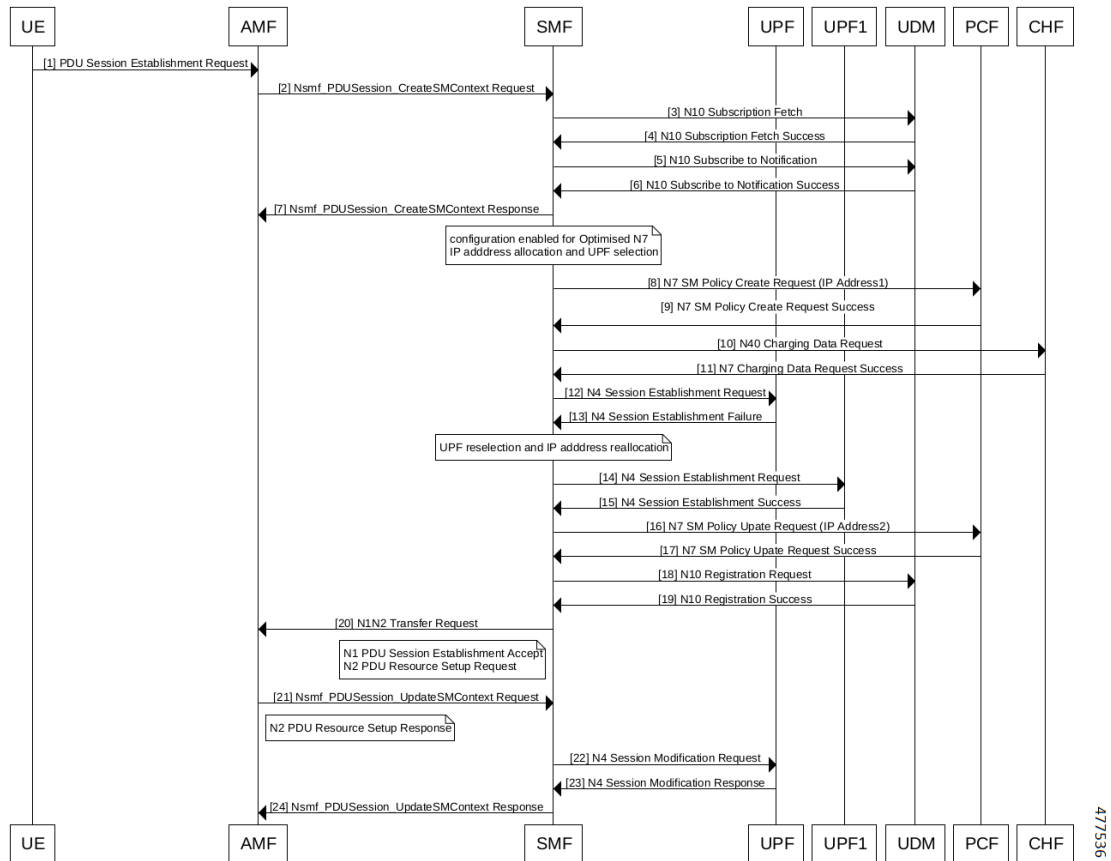 UE AMF SMF UPF UPF1 UDM PCF CHF
[1] PDU Session Establishment Request
[2] Nsmf_PDUSession_CreateSMContext Request
[3] N10 Subscription Fetch
[4] N10 Subscription Fetch Success
[5] N10 Subscribe to Notification
[6] N10 Subscribe to Notification Success
[7] Nsmf_PDUSession_CreateSMContext Response
configuration enabled for Optimised N7
IP adddress allocation and UPF selection
[8] N7 SM Policy Create Request (IP Address1)
[9] N7 SM Policy Create Request Success
[10] N40 Charging Data Request
[11] N7 Charging Data Request Success
[12] N4 Session Establishment Request
[13] N4 Session Establishment Failure
UPF reselection and IP adddress reallocation
[14] N4 Session Establishment Request
[15] N4 Session Establishment Success
[16] N7 SM Policy Upate Request (IP Address2)
[17] N7 SM Policy Upate Request Success
[18] N10 Registration Request
[19] N10 Registration Success
[20] N1N2 Transfer Request
N1 PDU Session Establishment Accept
N2 PDU Resource Setup Request
[21] Nsmf_PDUSession_UpdateSMContext Request
N2 PDU Resource Setup Response
[22] N4 Session Modification Request
[23] N4 Session Modification Response
[24] Nsmf_PDUSession_UpdateSMContext Response
UE AMF SMF UPF UPF1 UDM PCF CHF
477536